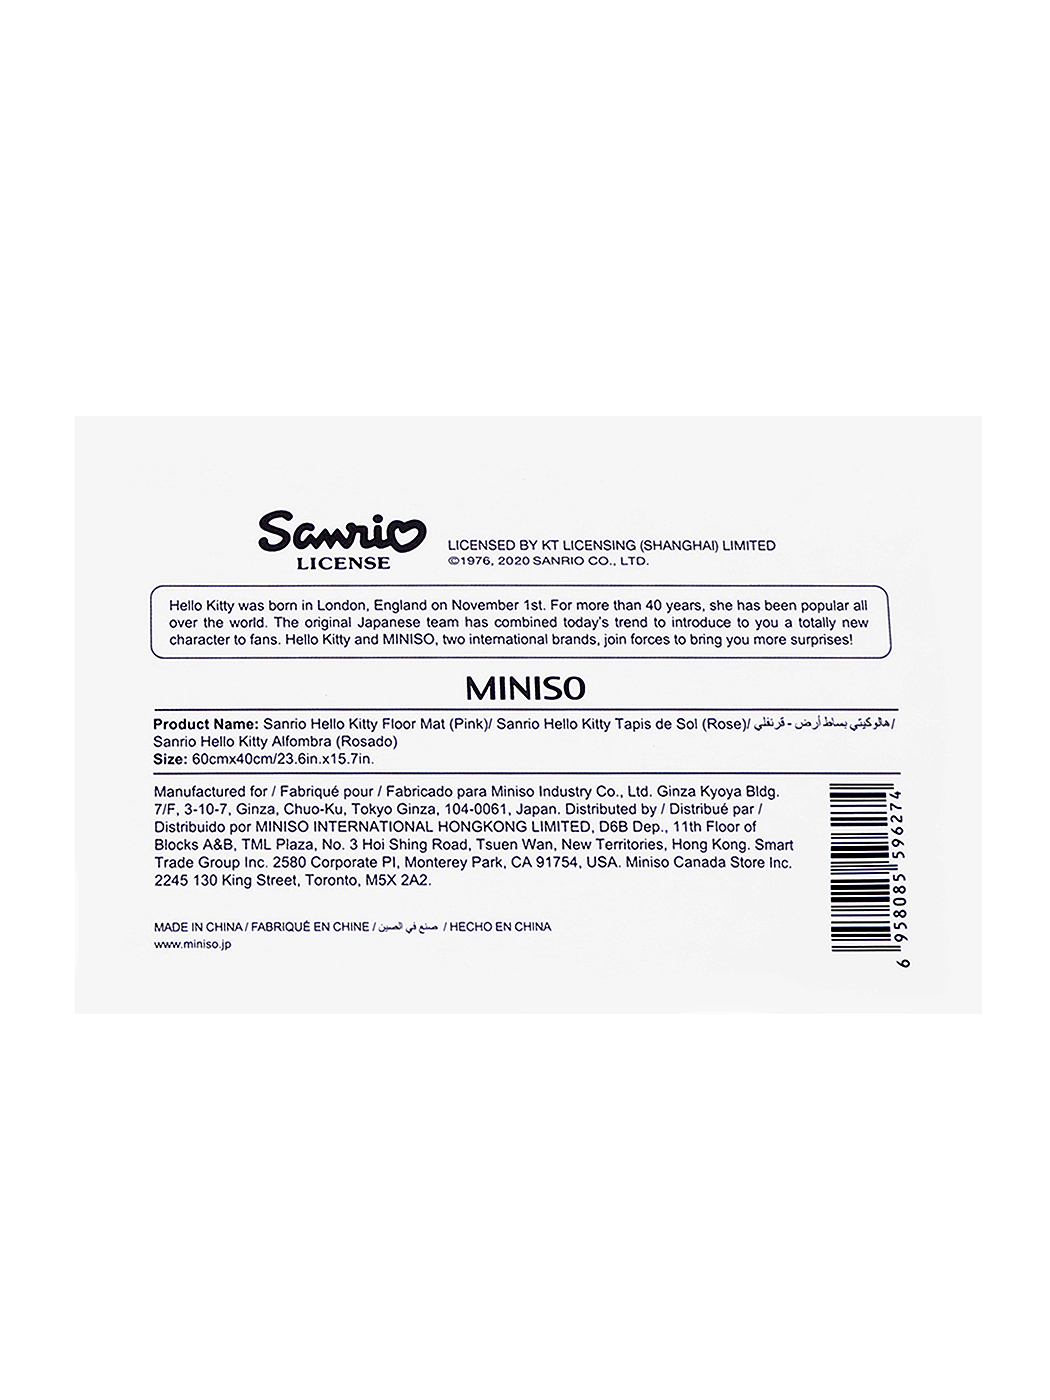 Sanrio
LICENSE
LICENSED BY KT LICENSING (SHANGHAI) LIMITED
©1976, 2020 SANRIO CO., LTD.
Hello Kitty was born in London, England on November 1st. For more than 40 years, she has been popular all
over the world. The original Japanese team has combined today's trend to introduce to you a totally new
character to fans. Hello Kitty and MINISO, two international brands, join forces to bring you more surprises!
MINISO
Product Name: Sanrio Hello Kitty Floor Mat (Pink)/ Sanrio Hello Kitty Tapis de Sol (Rose)/ هالوكيتي بساط أرض - قرنفلي/
Sanrio Hello Kitty Alfombra (Rosado)
Size: 60cmx40cm/23.6in.x15.7in.
Manufactured for / Fabriqué pour / Fabricado para Miniso Industry Co., Ltd. Ginza Kyoya Bldg.
7/F, 3-10-7, Ginza, Chuo-Ku, Tokyo Ginza, 104-0061, Japan. Distributed by / Distribué par /
Distribuido por MINISO INTERNATIONAL HONGKONG LIMITED, D6B Dep., 11th Floor of
Blocks A&B, TML Plaza, No. 3 Hoi Shing Road, Tsuen Wan, New Territories, Hong Kong. Smart
Trade Group Inc. 2580 Corporate Pl, Monterey Park, CA 91754, USA. Miniso Canada Store Inc.
2245 130 King Street, Toronto, M5X 2A2.
MADE IN CHINA / FABRIQUÉ EN CHINE / صنع في الصين / HECHO EN CHINA
www.miniso.jp
6 958085 596274